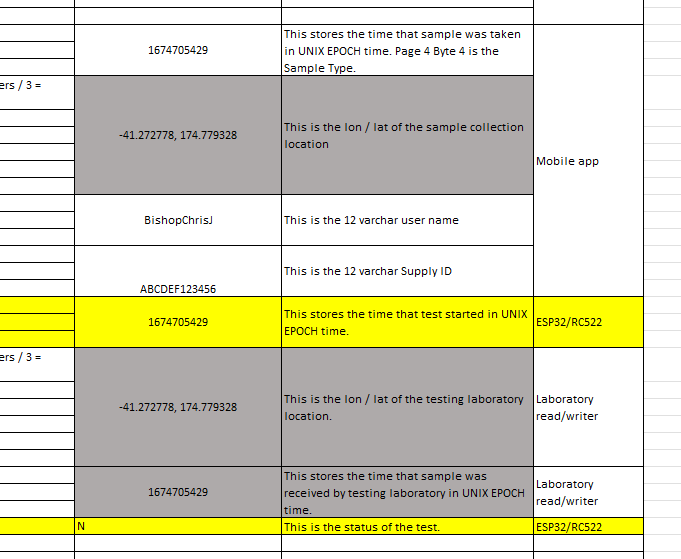 1674705429
This stores the time that sample was taken
in UNIX EPOCH time. Page 4 Byte 4 is the
Sample Type.
ers / 3 =
-41.272778, 174.779328
This is the lon / lat of the sample collection
location
Mobile app
BishopChrisJ
This is the 12 varchar user name
ABCDEF123456
This is the 12 varchar Supply ID
1674705429
This stores the time that test started in UNIX
EPOCH time.
ESP32/RC522
ers / 3 =
-41.272778, 174.779328
This is the lon / lat of the testing laboratory
location.
Laboratory
read/writer
1674705429
This stores the time that sample was
received by testing laboratory in UNIX EPOCH
time.
Laboratory
read/writer
N
This is the status of the test.
ESP32/RC522